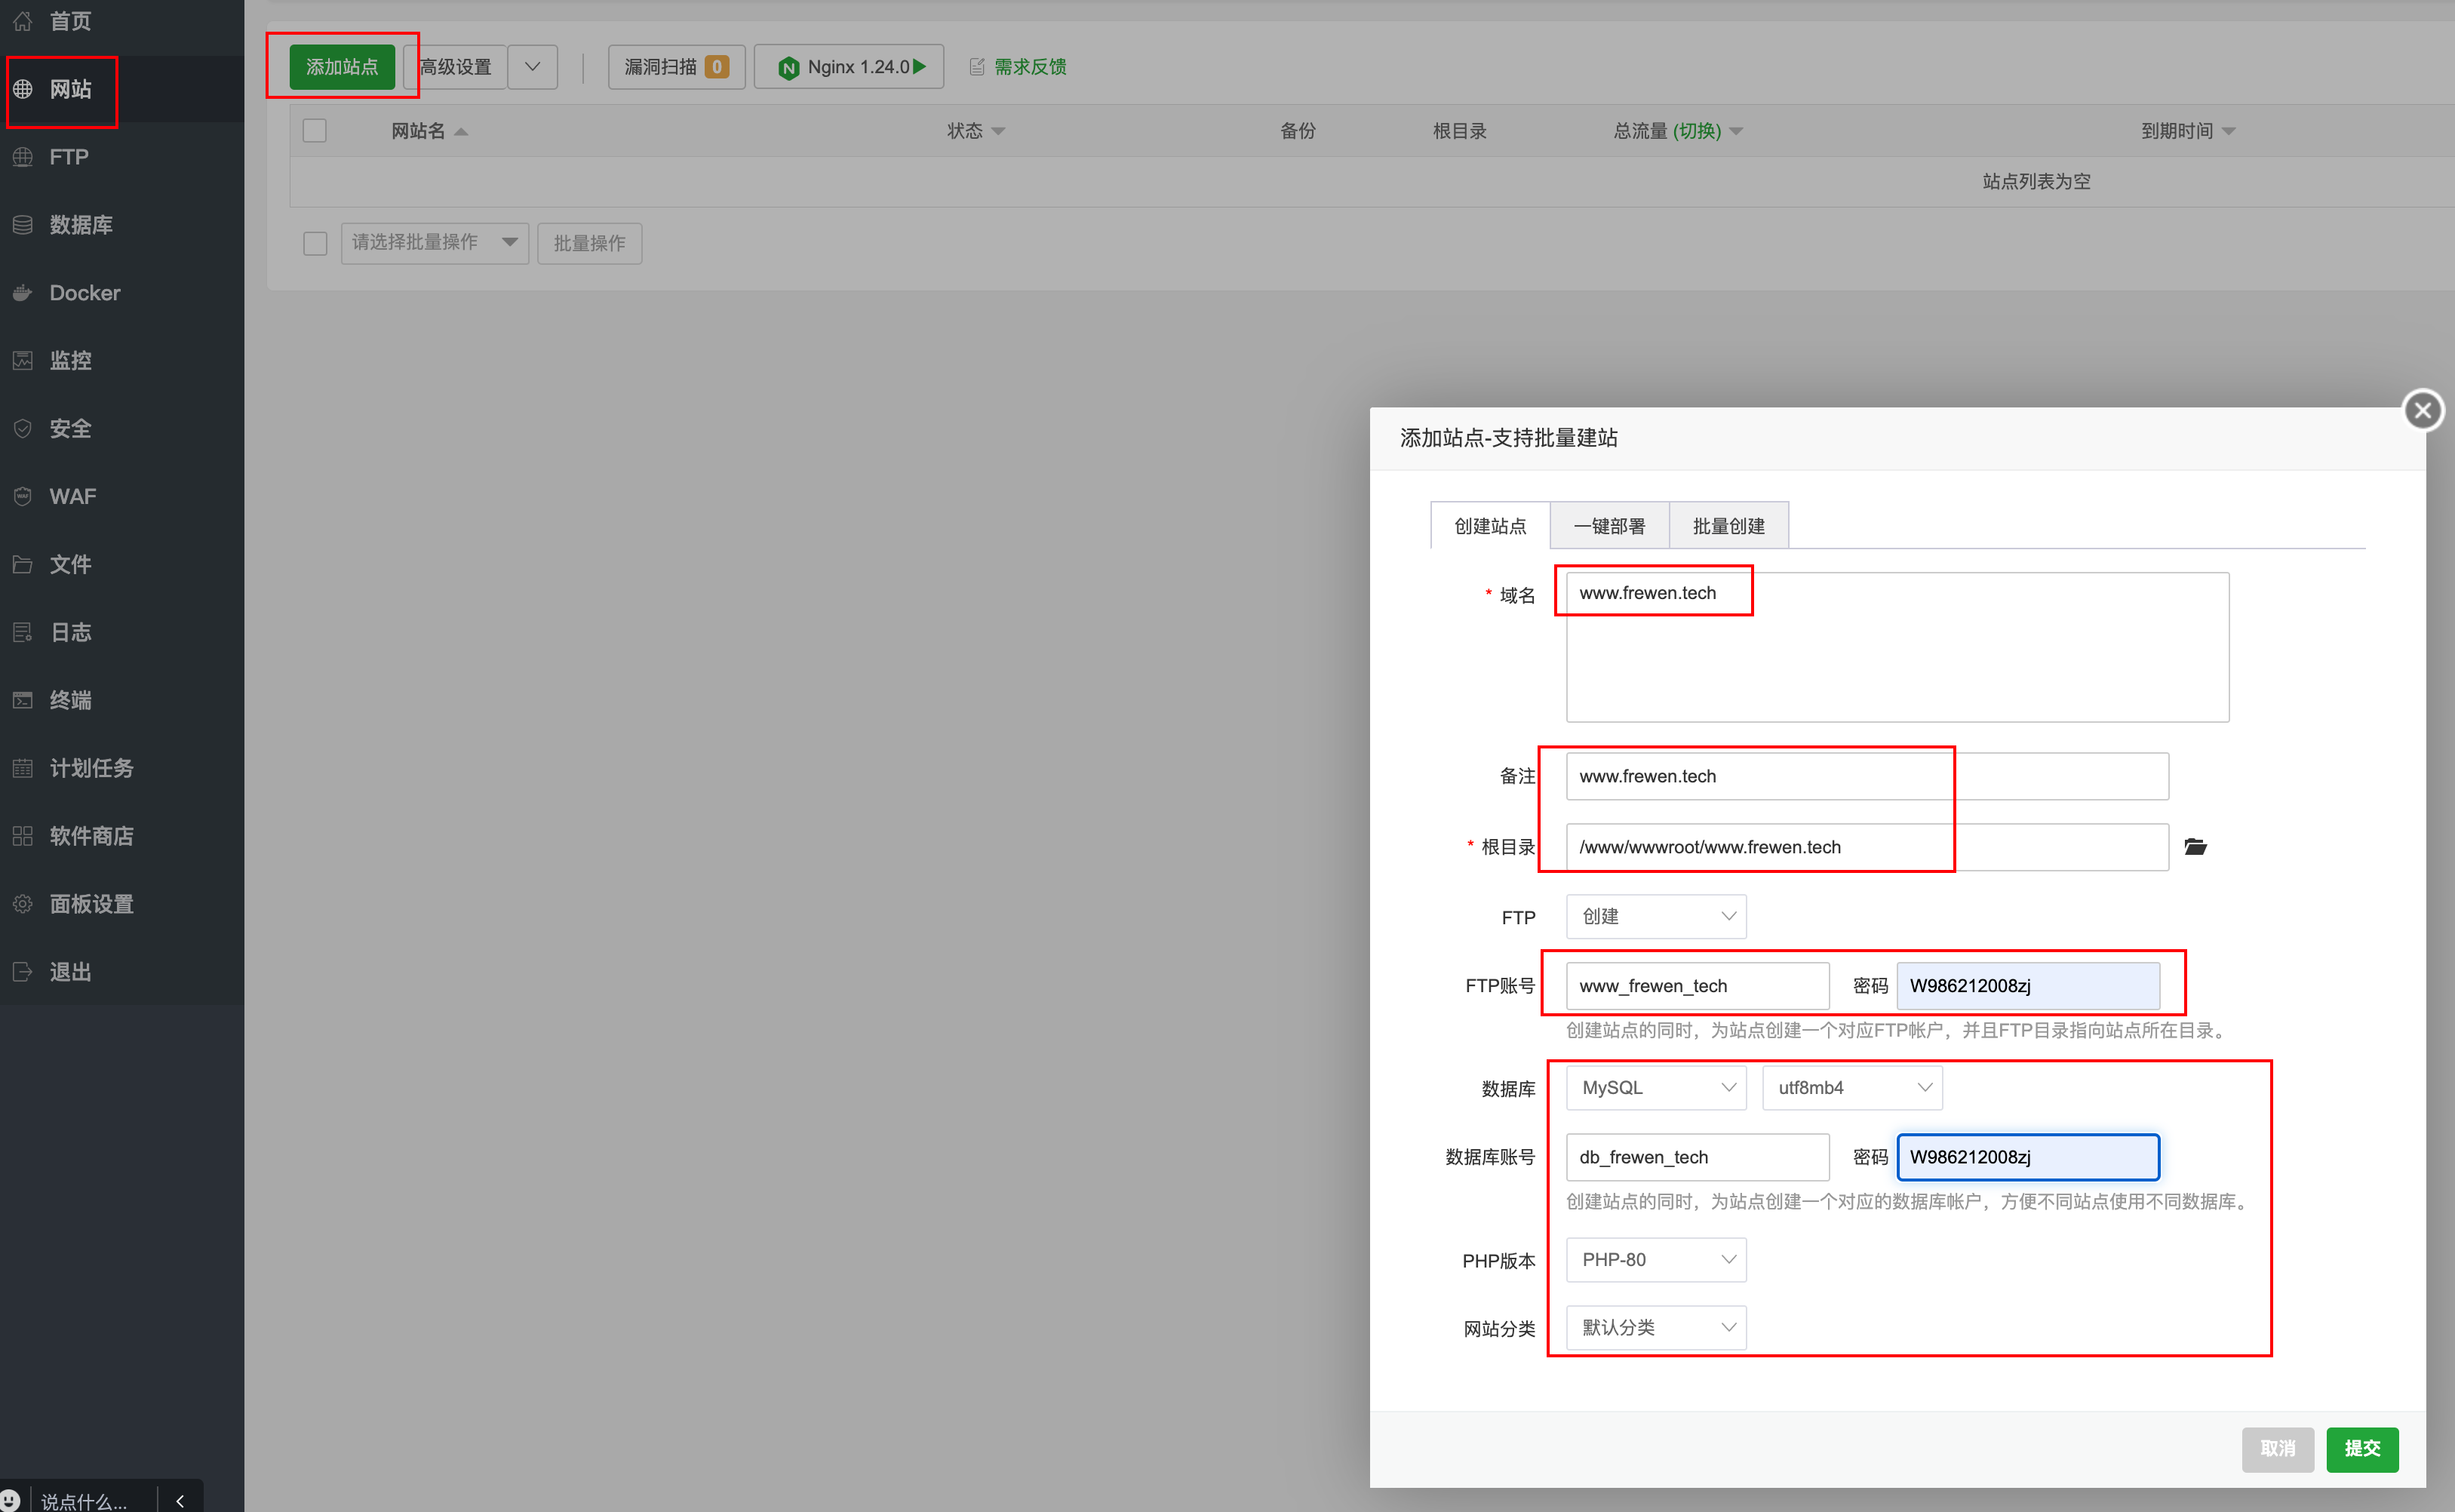 首页
网站
FTP
数据库
Docker
监控
安全
WAF
文件
日志
终端
计划任务
软件商店
面板设置
退出
说点什么...
添加站点
高级设置
漏洞扫描 0
Nginx 1.24.0
需求反馈
网站名 状态 备份 根目录 总流量 (切换) 到期时间
站点列表为空
请选择批量操作 批量操作
添加站点-支持批量建站
创建站点 一键部署 批量创建
* 域名 www.frewen.tech
备注 www.frewen.tech
* 根目录 /www/wwwroot/www.frewen.tech
FTP 创建
FTP账号 www_frewen_tech 密码 W986212008zj
创建站点的同时，为站点创建一个对应FTP帐户，并且FTP目录指向站点所在目录。
数据库 MySQL utf8mb4
数据库账号 db_frewen_tech 密码 W986212008zj
创建站点的同时，为站点创建一个对应的数据库帐户，方便不同站点使用不同数据库。
PHP版本 PHP-80
网站分类 默认分类
取消 提交